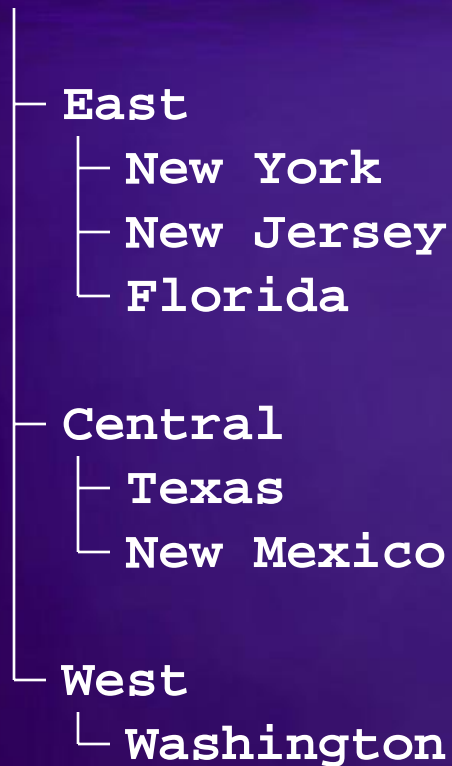 East
New York
New Jersey
Florida
Central
Texas
New Mexico
West
Washington